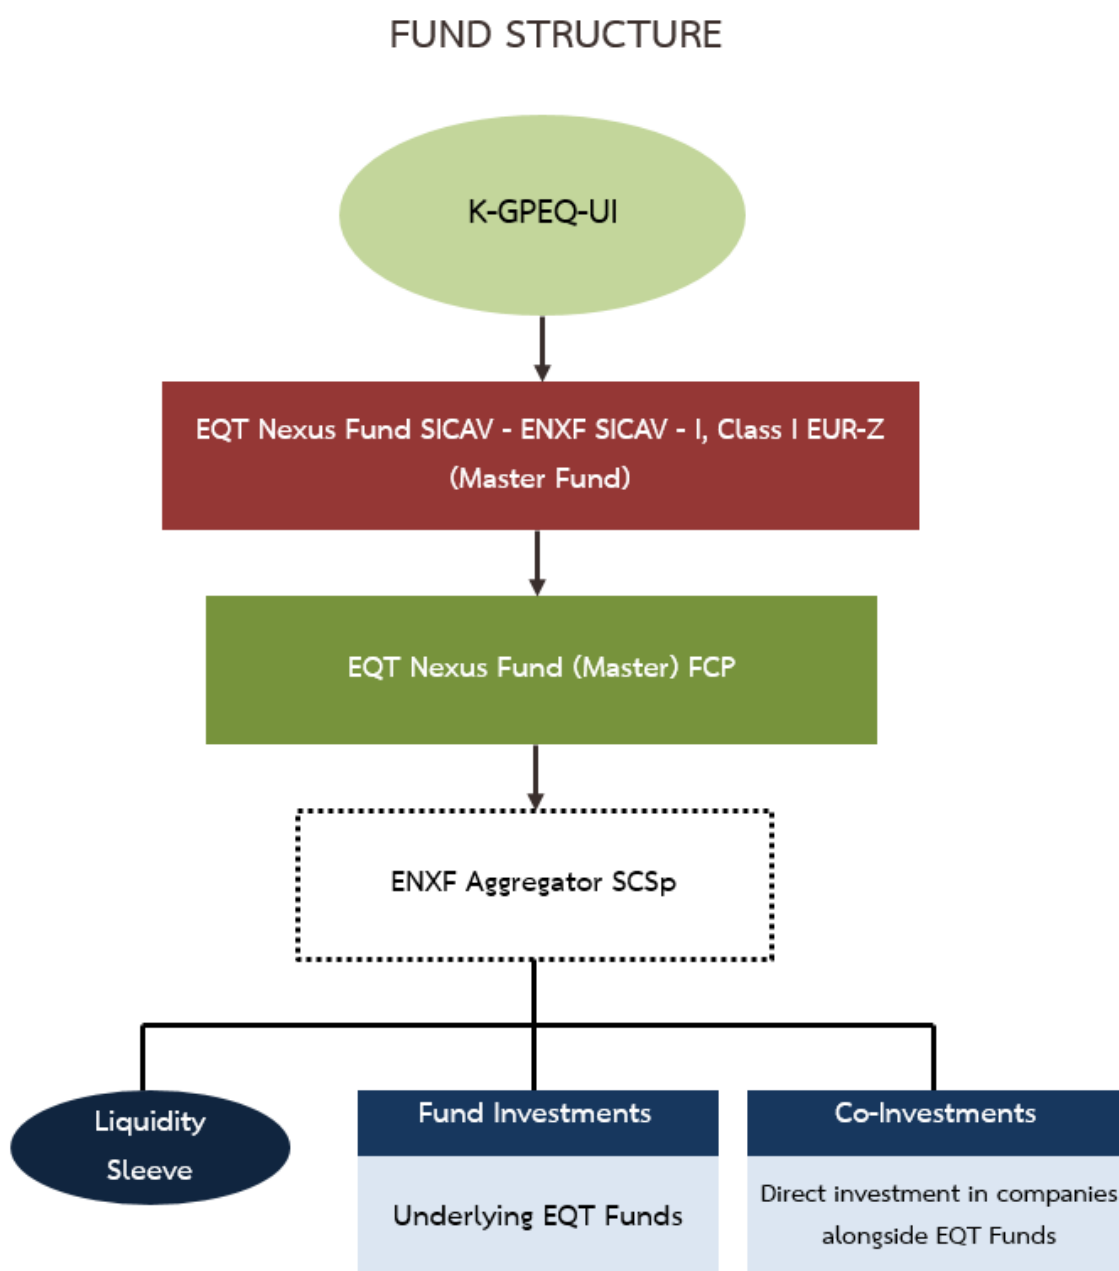 FUND STRUCTURE
K-GPEQ-UI
EQT Nexus Fund SICAV - ENXF SICAV - I, Class I EUR-Z
(Master Fund)
EQT Nexus Fund (Master) FCP
ENXF Aggregator SCSp
Liquidity
Sleeve
Fund Investments
Underlying EQT Funds
Co-Investments
Direct investment in companies
alongside EQT Funds